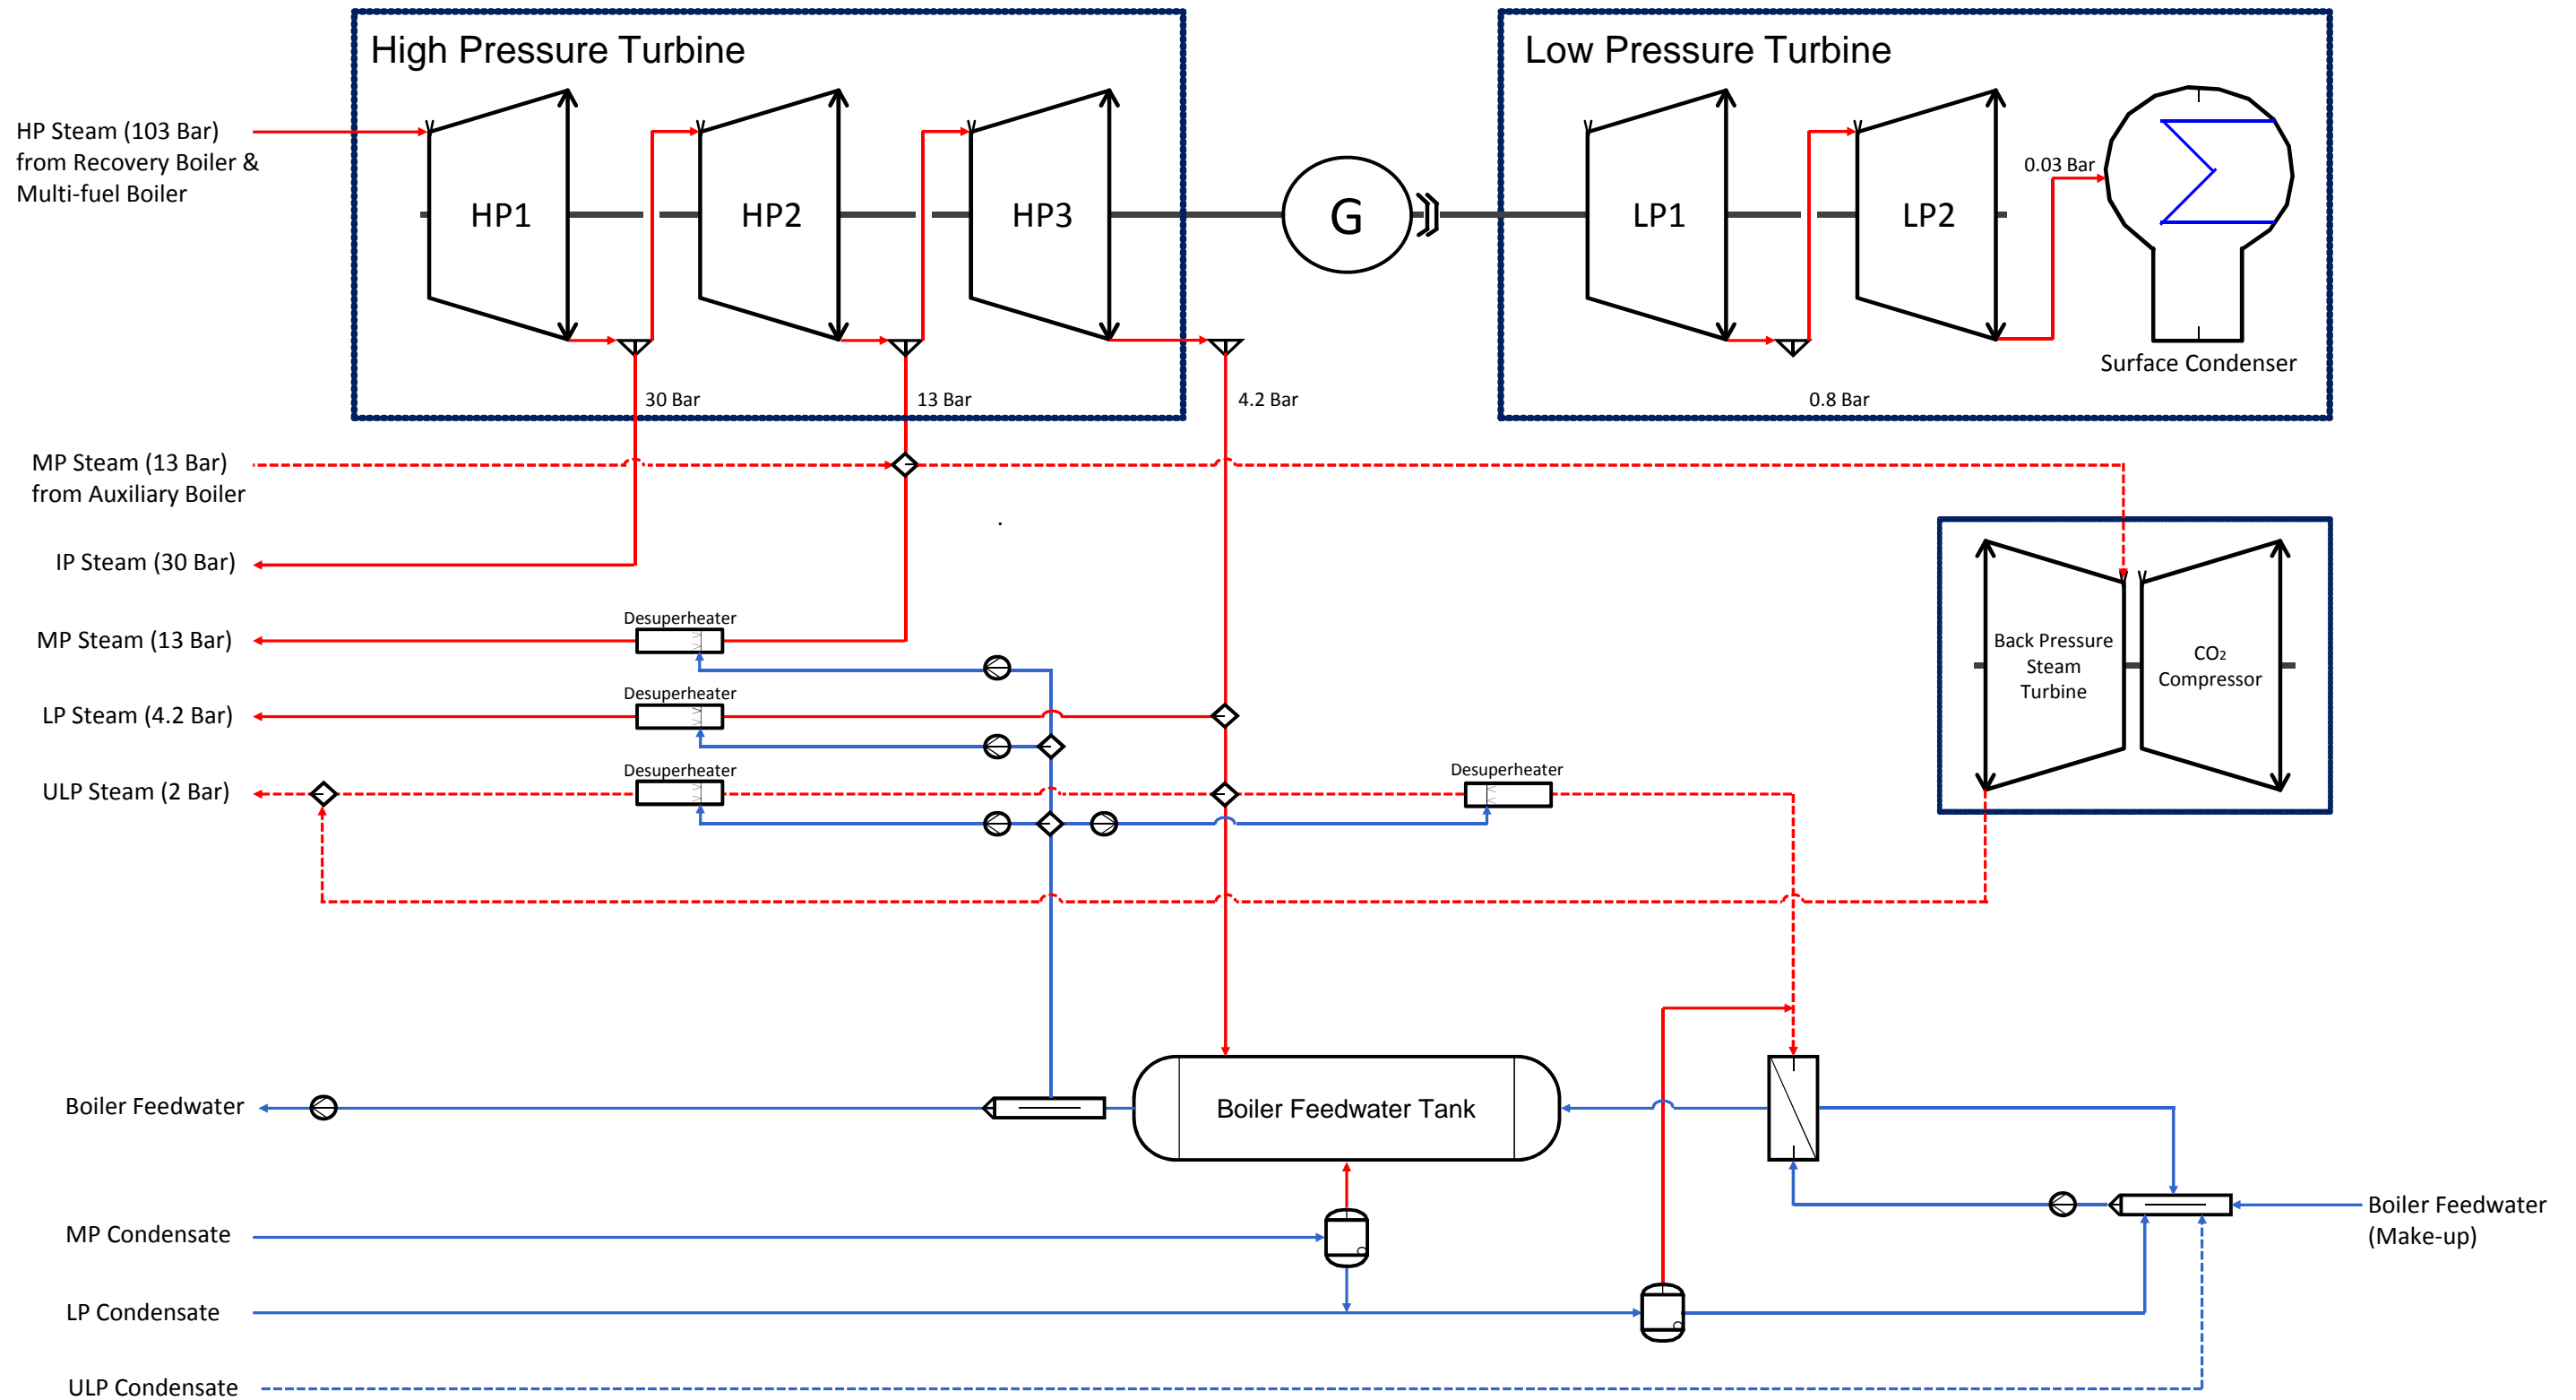 High Pressure Turbine
Low Pressure Turbine
HP Steam (103 Bar)
from Recovery Boiler &
Multi-fuel Boiler
HP1
HP2
HP3
G
LP1
LP2
0.03 Bar
Surface Condenser
30 Bar
13 Bar
4.2 Bar
0.8 Bar
MP Steam (13 Bar)
from Auxiliary Boiler
IP Steam (30 Bar)
Desuperheater
MP Steam (13 Bar)
Back Pressure
Steam
Turbine
CO2
Compressor
Desuperheater
LP Steam (4.2 Bar)
Desuperheater
Desuperheater
ULP Steam (2 Bar)
Boiler Feedwater
Boiler Feedwater Tank
Boiler Feedwater
(Make-up)
MP Condensate
LP Condensate
ULP Condensate